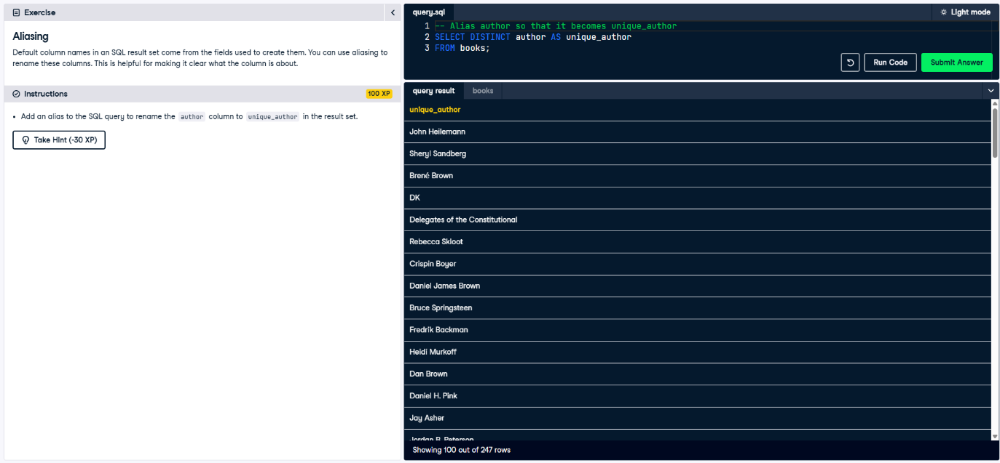 Exercise
Aliasing
Default column names in an SQL result set come from the fields used to create them. You can use aliasing to
rename these columns. This is helpful for making it clear what the column is about.
Instructions
100 XP
Add an alias to the SQL query to rename the author column to unique_author in the result set.
Take Hint (-30 XP)
query.sql
Light mode
1 -- Alias author so that it becomes unique_author
2 SELECT DISTINCT author AS unique_author
3 FROM books;
Run Code
Submit Answer
query result
books
unique_author
John Heilemann
Sheryl Sandberg
Brené Brown
DK
Delegates of the Constitutional
Rebecca Skloot
Crispin Boyer
Daniel James Brown
Bruce Springsteen
Fredrik Backman
Heidi Murkoff
Dan Brown
Daniel H. Pink
Jay Asher
Jordan B. Peterson
Showing 100 out of 247 rows